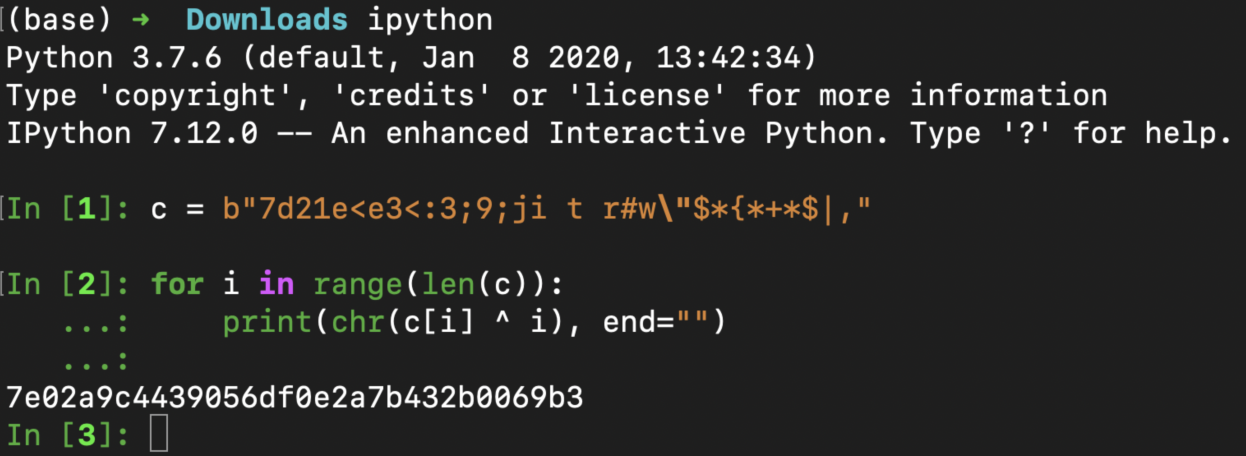 (base) ➜ Downloads ipython
Python 3.7.6 (default, Jan  8 2020, 13:42:34)
Type 'copyright', 'credits' or 'license' for more information
IPython 7.12.0 -- An enhanced Interactive Python. Type '?' for help.
In [1]: c = b"7d21e<e3<:3;9;ji t r#w\"$*{*+*$|,"
In [2]: for i in range(len(c)):
   ...:     print(chr(c[i] ^ i), end="")
   ...:
7e02a9c4439056df0e2a7b432b0069b3
In [3]: